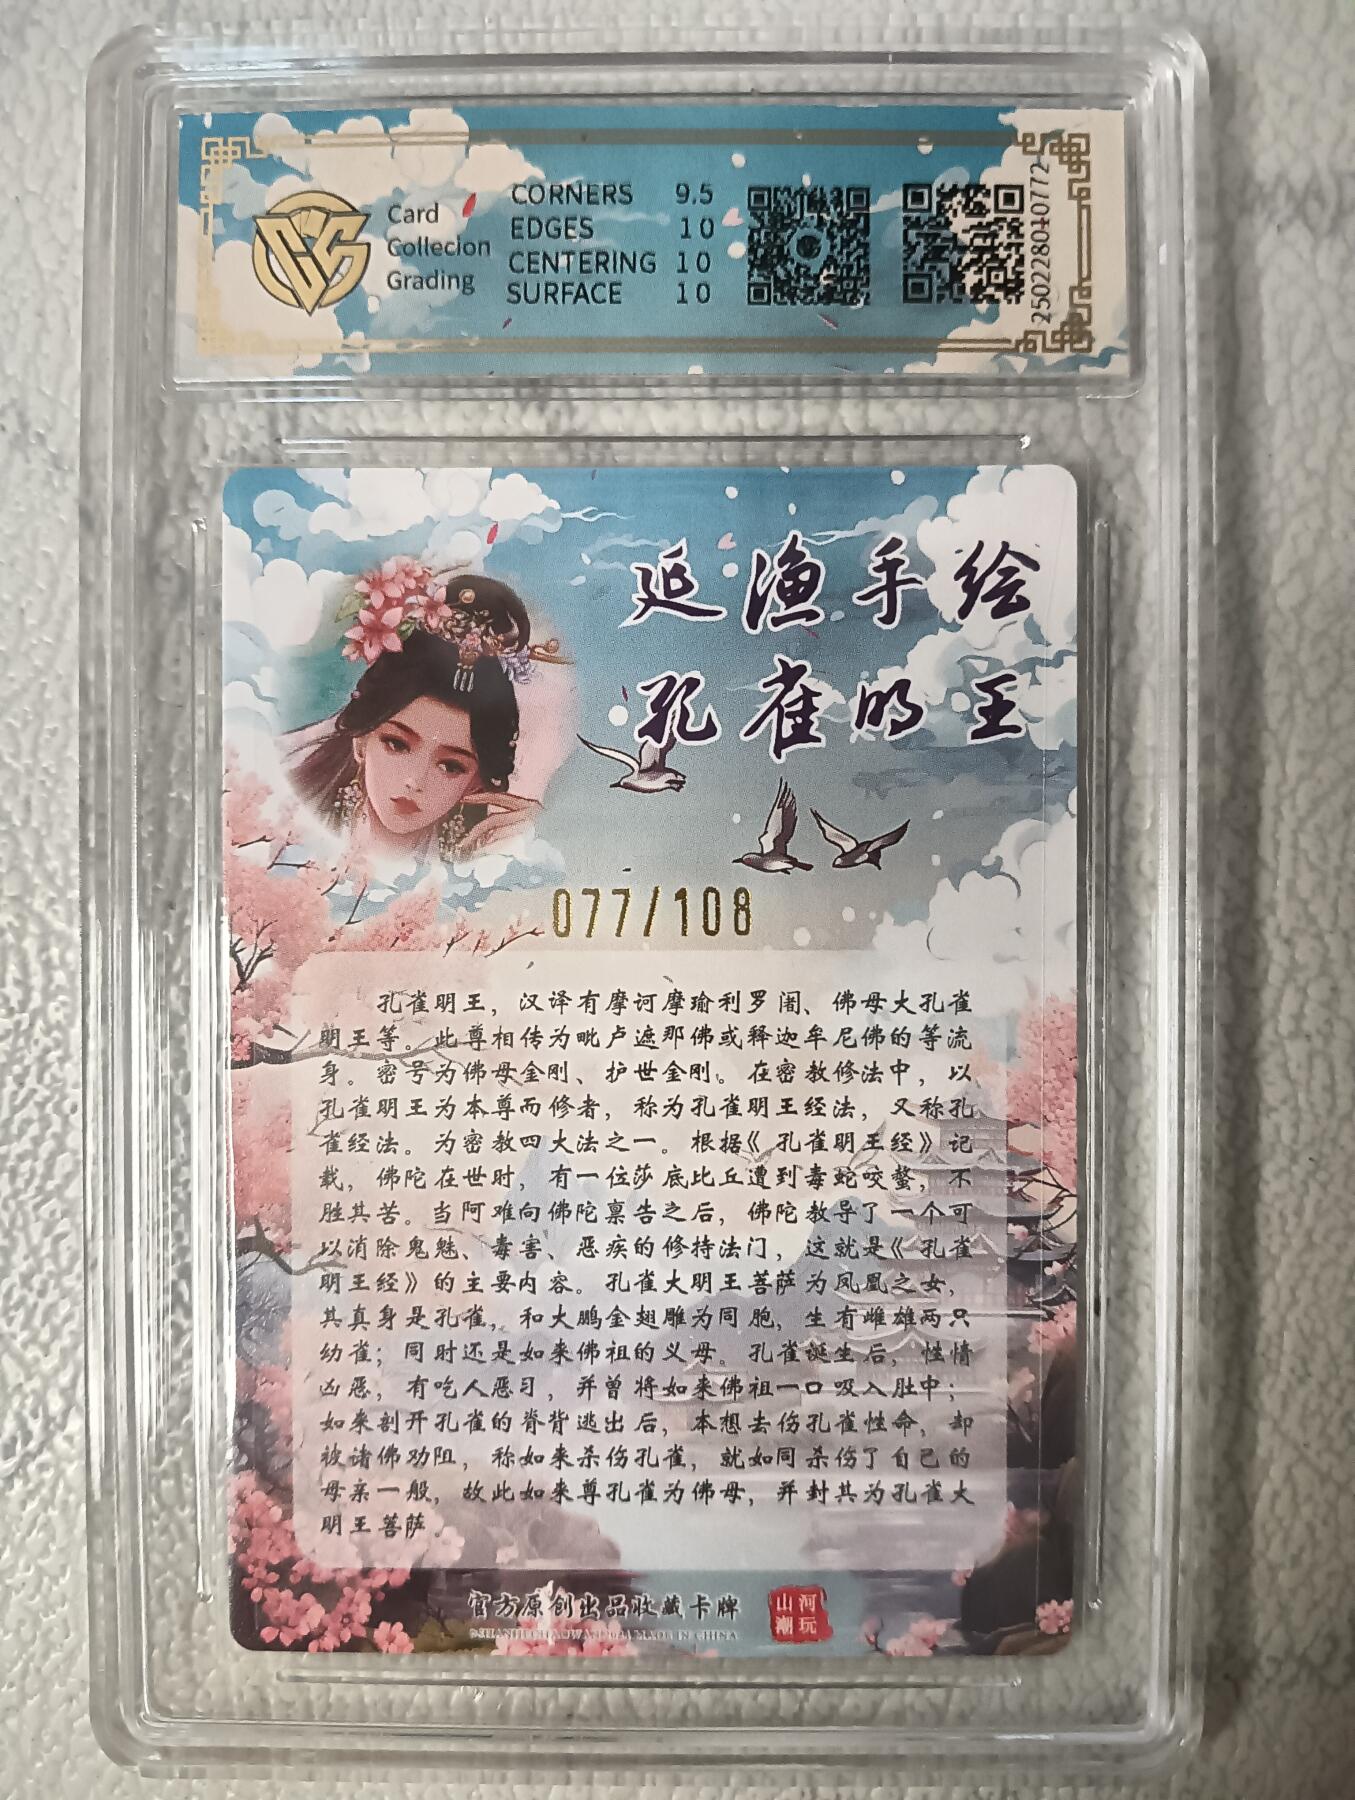 Card
Collecion
Grading
CORNERS 9.5
EDGES 10
CENTERING 10
SURFACE 10
25022801０772
延渔手绘
孔雀明王
077/108
孔雀明王，汉译有摩诃摩瑜利罗阇、佛母大孔雀
明王等。此尊相传为毗卢遮那佛或释迦牟尼佛的等流
身。密号为佛母金刚、护世金刚。在密教修法中，以
孔雀明王为本尊而修者，称为孔雀明王经法，又称孔
雀经法。为密教四大法之一。根据《孔雀明王经》记
载，佛陀在世时，有一位莎底比丘遭到毒蛇咬螫，不
胜其苦。当阿难向佛陀禀告之后，佛陀教导了一个可
以消除鬼魅、毒害、恶疾的修持法门，这就是《孔雀
明王经》的主要内容。孔雀大明王菩萨为凤凰之女，
其真身是孔雀，和大鹏金翅雕为同胞，生有雌雄两只
幼雀；同时还是如来佛祖的义母。孔雀诞生后，性情
凶恶，有吃人恶习，并曾将如来佛祖一口吸入肚中；
如来剖开孔雀的脊背逃出后，本想去伤孔雀性命，却
被诸佛劝阻，称如来杀伤孔雀，就如同杀伤了自己的
母亲一般，故此如来尊孔雀为佛母，并封其为孔雀大
明王菩萨。
官方原创出品收藏卡牌
山河
潮玩